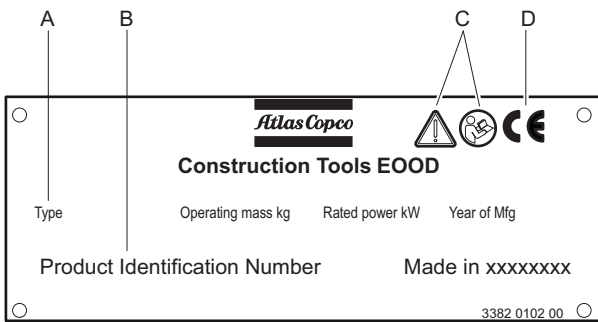 A B C D
Atlas Copco
CE
Construction Tools EOOD
Type Operating mass kg Rated power kW Year of Mfg
Product Identification Number Made in xxxxxxxx
3382 0102 00